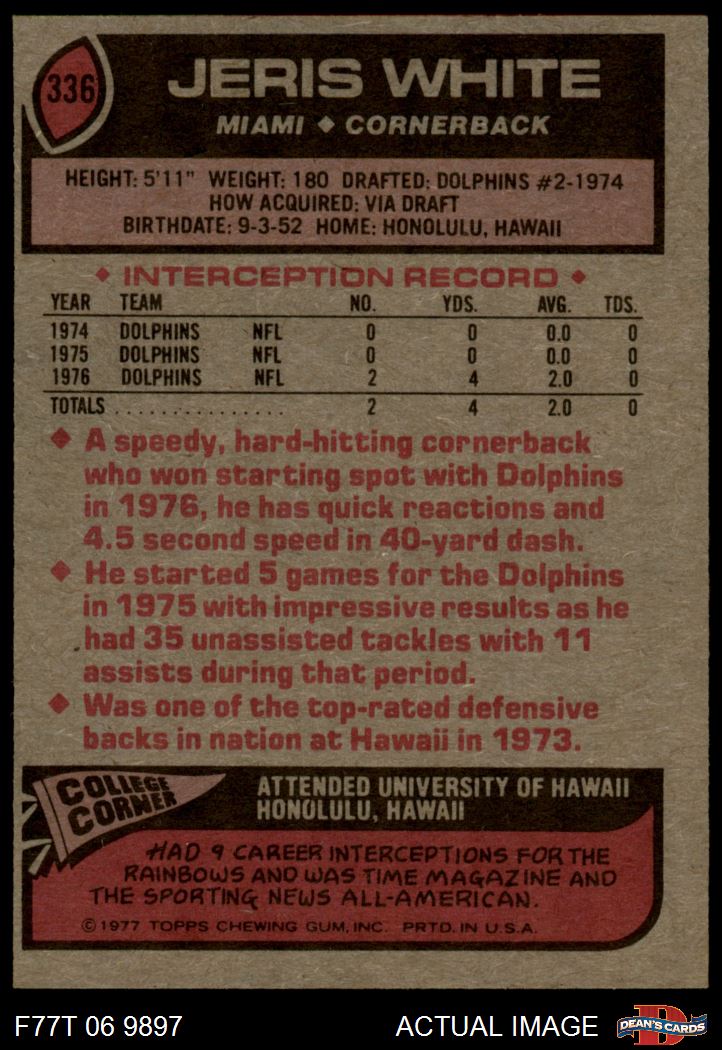 336
JERIS WHITE
MIAMI ◆ CORNERBACK
HEIGHT: 5'11" WEIGHT: 180 DRAFTED: DOLPHINS #2-1974
HOW ACQUIRED: VIA DRAFT
BIRTHDATE: 9-3-52 HOME: HONOLULU, HAWAII
◆ INTERCEPTION RECORD ◆
YEAR TEAM NO. YDS. AVG. TDS.
1974 DOLPHINS NFL 0 0 0.0 0
1975 DOLPHINS NFL 0 0 0.0 0
1976 DOLPHINS NFL 2 4 2.0 0
TOTALS ................ 2 4 2.0 0
◆ A speedy, hard-hitting cornerback
who won starting spot with Dolphins
in 1976, he has quick reactions and
4.5 second speed in 40-yard dash.
◆ He started 5 games for the Dolphins
in 1975 with impressive results as he
had 35 unassisted tackles with 11
assists during that period.
◆ Was one of the top-rated defensive
backs in nation at Hawaii in 1973.
COLLEGE
CORNER
ATTENDED UNIVERSITY OF HAWAII
HONOLULU, HAWAII
HAD 9 CAREER INTERCEPTIONS FOR THE
RAINBOWS AND WAS TIME MAGAZINE AND
THE SPORTING NEWS ALL-AMERICAN.
©1977 TOPPS CHEWING GUM, INC. PRTD. IN U.S.A.
F77T 06 9897
ACTUAL IMAGE
D
DEAN'S CARDS